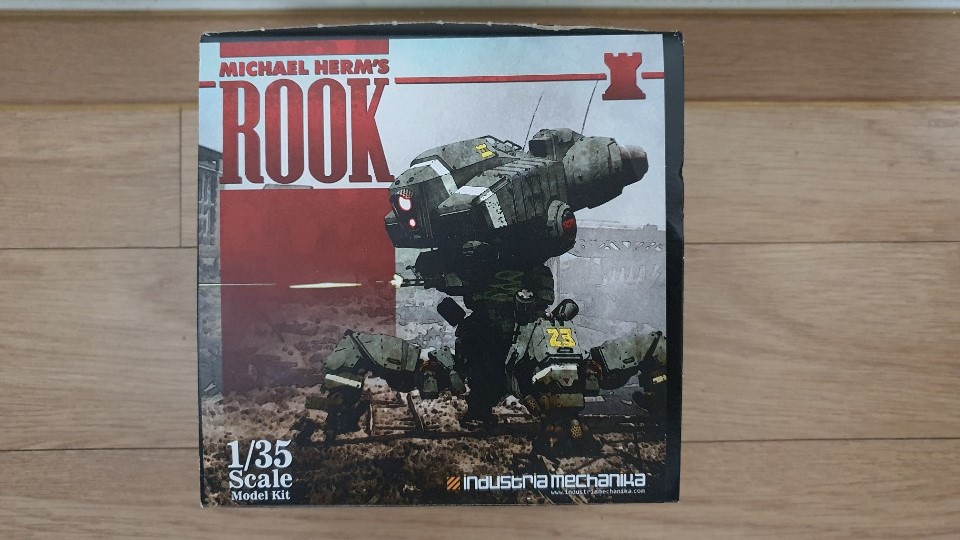 MICHAEL HERM'S
ROOK
23
1/35
Scale
Model Kit
industria mechanika
www.industriamechanika.com